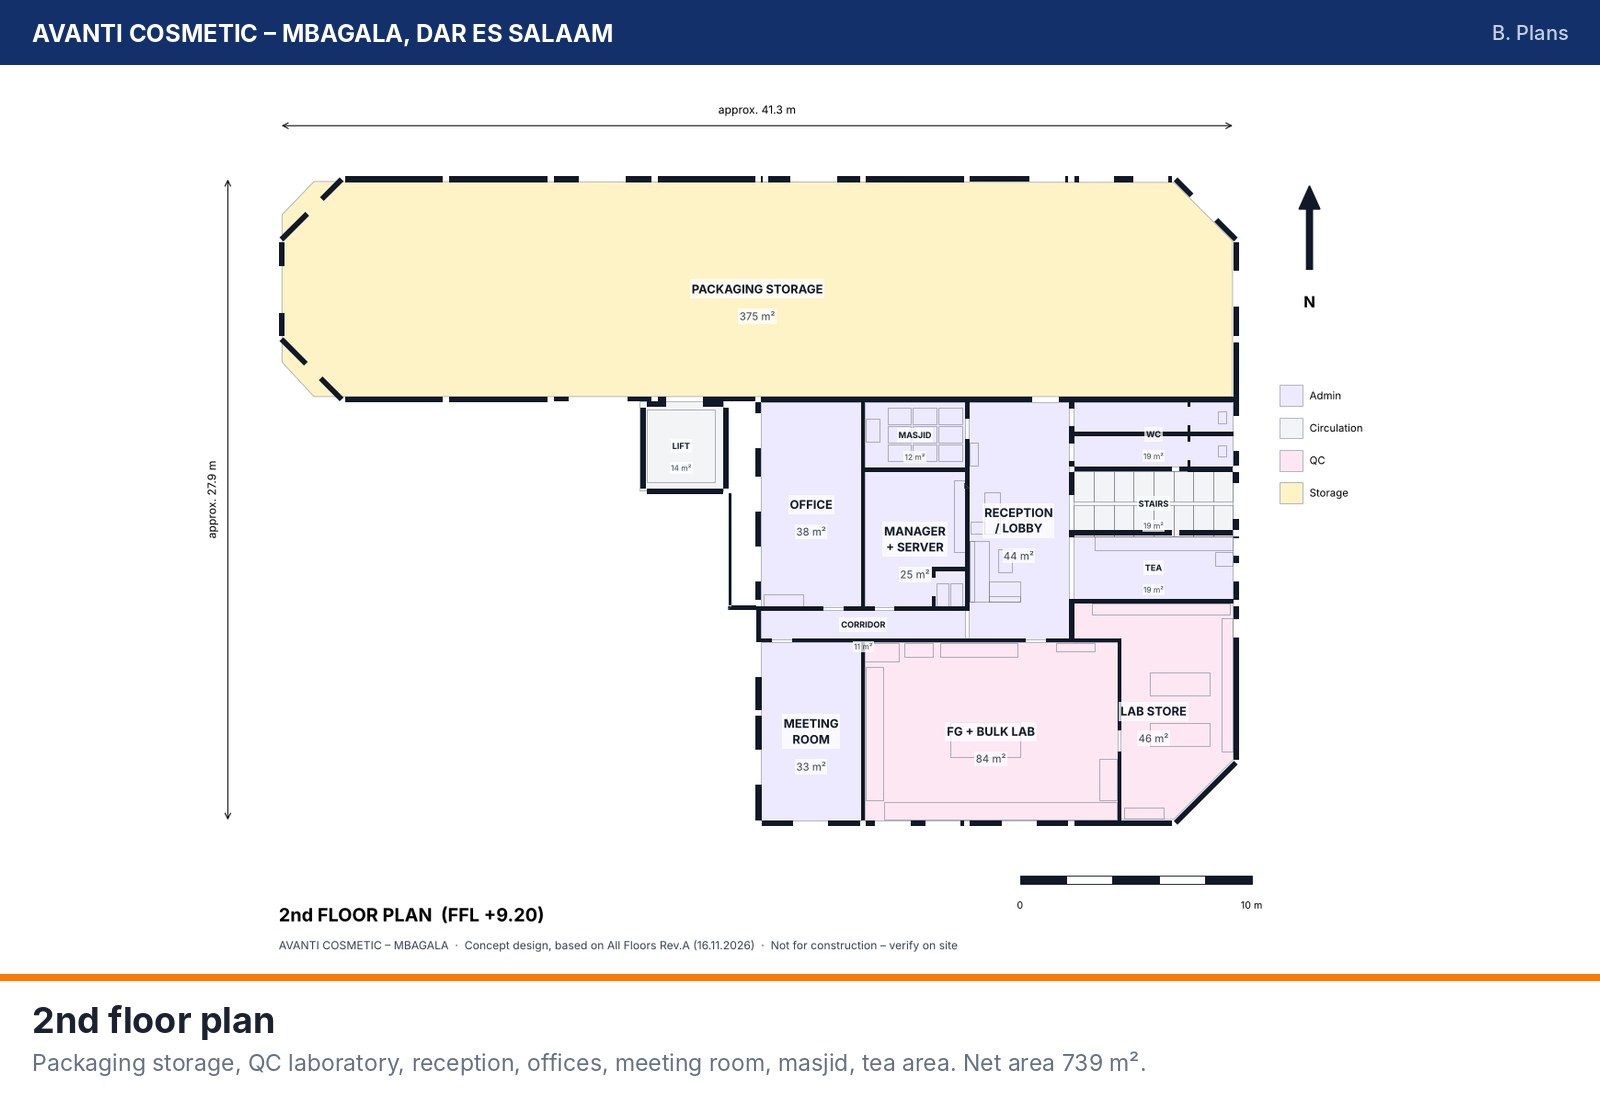 AVANTI COSMETIC – MBAGALA, DAR ES SALAAM
B. Plans
approx. 41.3 m
approx. 27.9 m
PACKAGING STORAGE
375 m²
N
Admin
Circulation
QC
Storage
LIFT
14 m²
OFFICE
38 m²
MASJID
12 m²
MANAGER
+ SERVER
25 m²
RECEPTION
/ LOBBY
44 m²
WC
19 m²
STAIRS
19 m²
TEA
19 m²
CORRIDOR
11 m²
MEETING
ROOM
33 m²
FG + BULK LAB
84 m²
LAB STORE
46 m²
0
10 m
2nd FLOOR PLAN (FFL +9.20)
AVANTI COSMETIC – MBAGALA · Concept design, based on All Floors Rev.A (16.11.2026) · Not for construction – verify on site
2nd floor plan
Packaging storage, QC laboratory, reception, offices, meeting room, masjid, tea area. Net area 739 m².